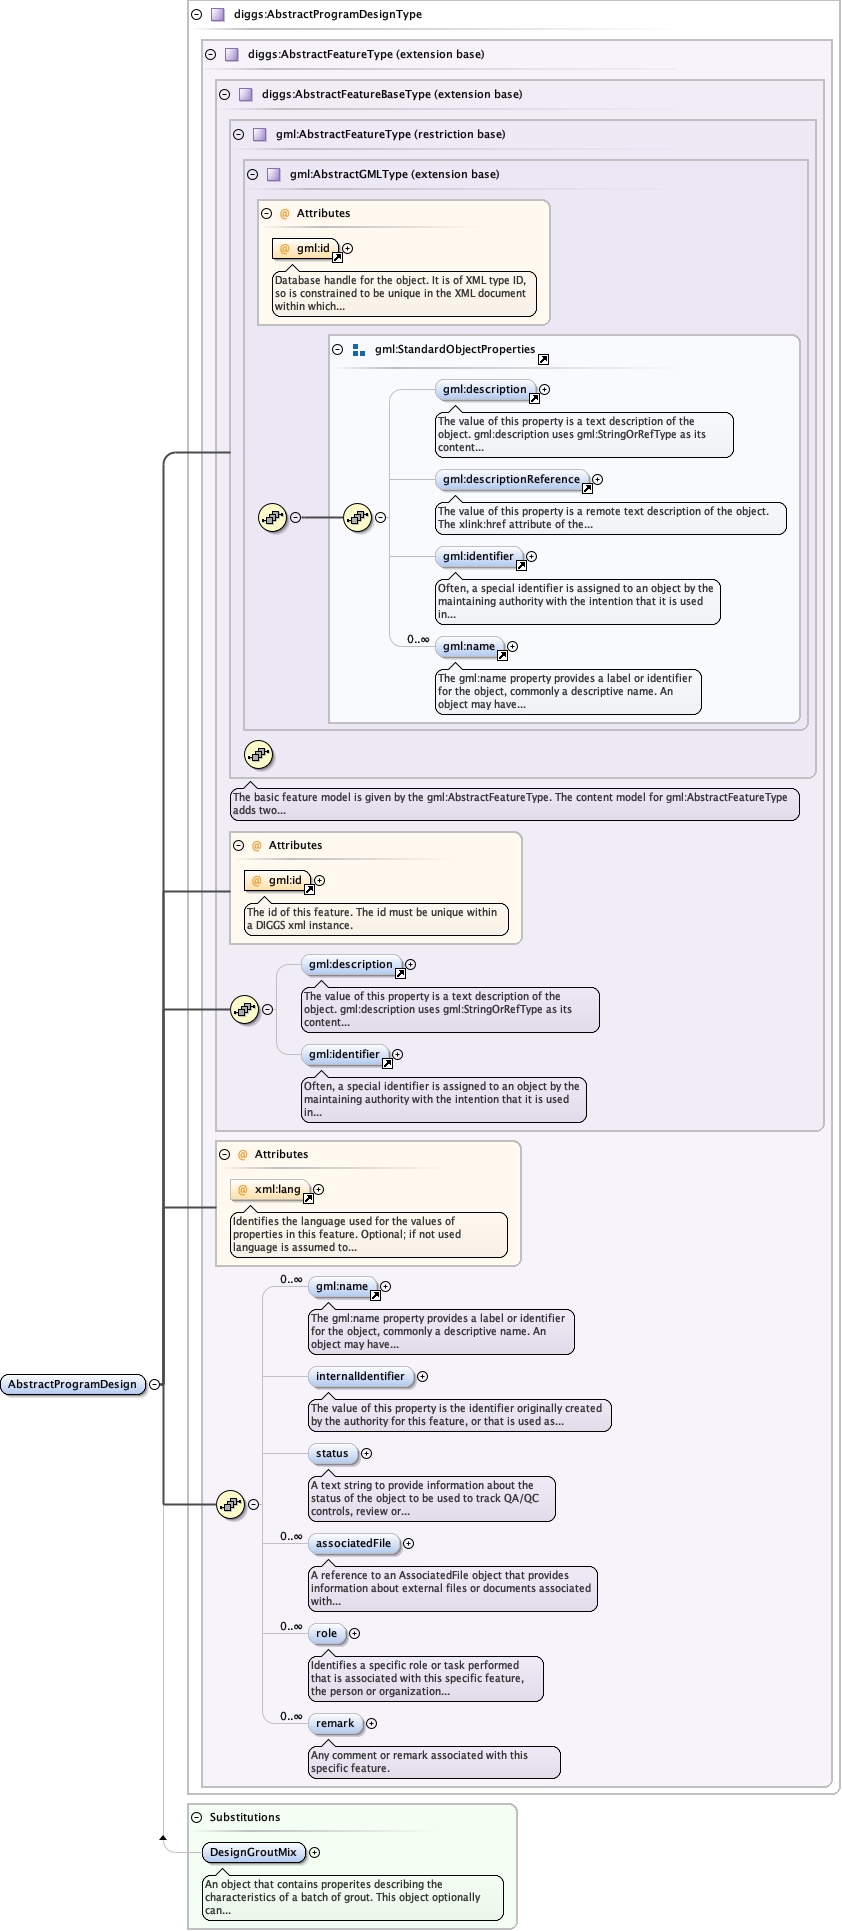 diggs:AbstractProgramDesignType
diggs:AbstractFeatureType (extension base)
diggs:AbstractFeatureBaseType (extension base)
gml:AbstractFeatureType (restriction base)
gml:AbstractGMLType (extension base)
@ Attributes
@ gml:id
Database handle for the object. It is of XML type ID,
so is constrained to be unique in the XML document
within which...
gml:StandardObjectProperties
gml:description
The value of this property is a text description of the
object. gml:description uses gml:StringOrRefType as its
content...
gml:descriptionReference
The value of this property is a remote text description of the object.
The xlink:href attribute of the...
gml:identifier
Often, a special identifier is assigned to an object by the
maintaining authority with the intention that it is used
in...
0..∞
gml:name
The gml:name property provides a label or identifier
for the object, commonly a descriptive name. An
object may have...
The basic feature model is given by the gml:AbstractFeatureType. The content model for gml:AbstractFeatureType
adds two...
@ Attributes
@ gml:id
The id of this feature. The id must be unique within
a DIGGS xml instance.
gml:description
The value of this property is a text description of the
object. gml:description uses gml:StringOrRefType as its
content...
gml:identifier
Often, a special identifier is assigned to an object by the
maintaining authority with the intention that it is used
in...
@ Attributes
@ xml:lang
Identifies the language used for the values of
properties in this feature. Optional; if not used
language is assumed to...
0..∞
gml:name
The gml:name property provides a label or identifier
for the object, commonly a descriptive name. An
object may have...
internalIdentifier
The value of this property is the identifier originally created
by the authority for this feature, or that is used as...
AbstractProgramDesign
status
A text string to provide information about the
status of the object to be used to track QA/QC
controls, review or...
0..∞
associatedFile
A reference to an AssociatedFile object that provides
information about external files or documents associated
with...
0..∞
role
Identifies a specific role or task performed
that is associated with this specific feature,
the person or organization...
0..∞
remark
Any comment or remark associated with this
specific feature.
Substitutions
DesignGroutMix
An object that contains properites describing the
characteristics of a batch of grout. This object optionally
can...